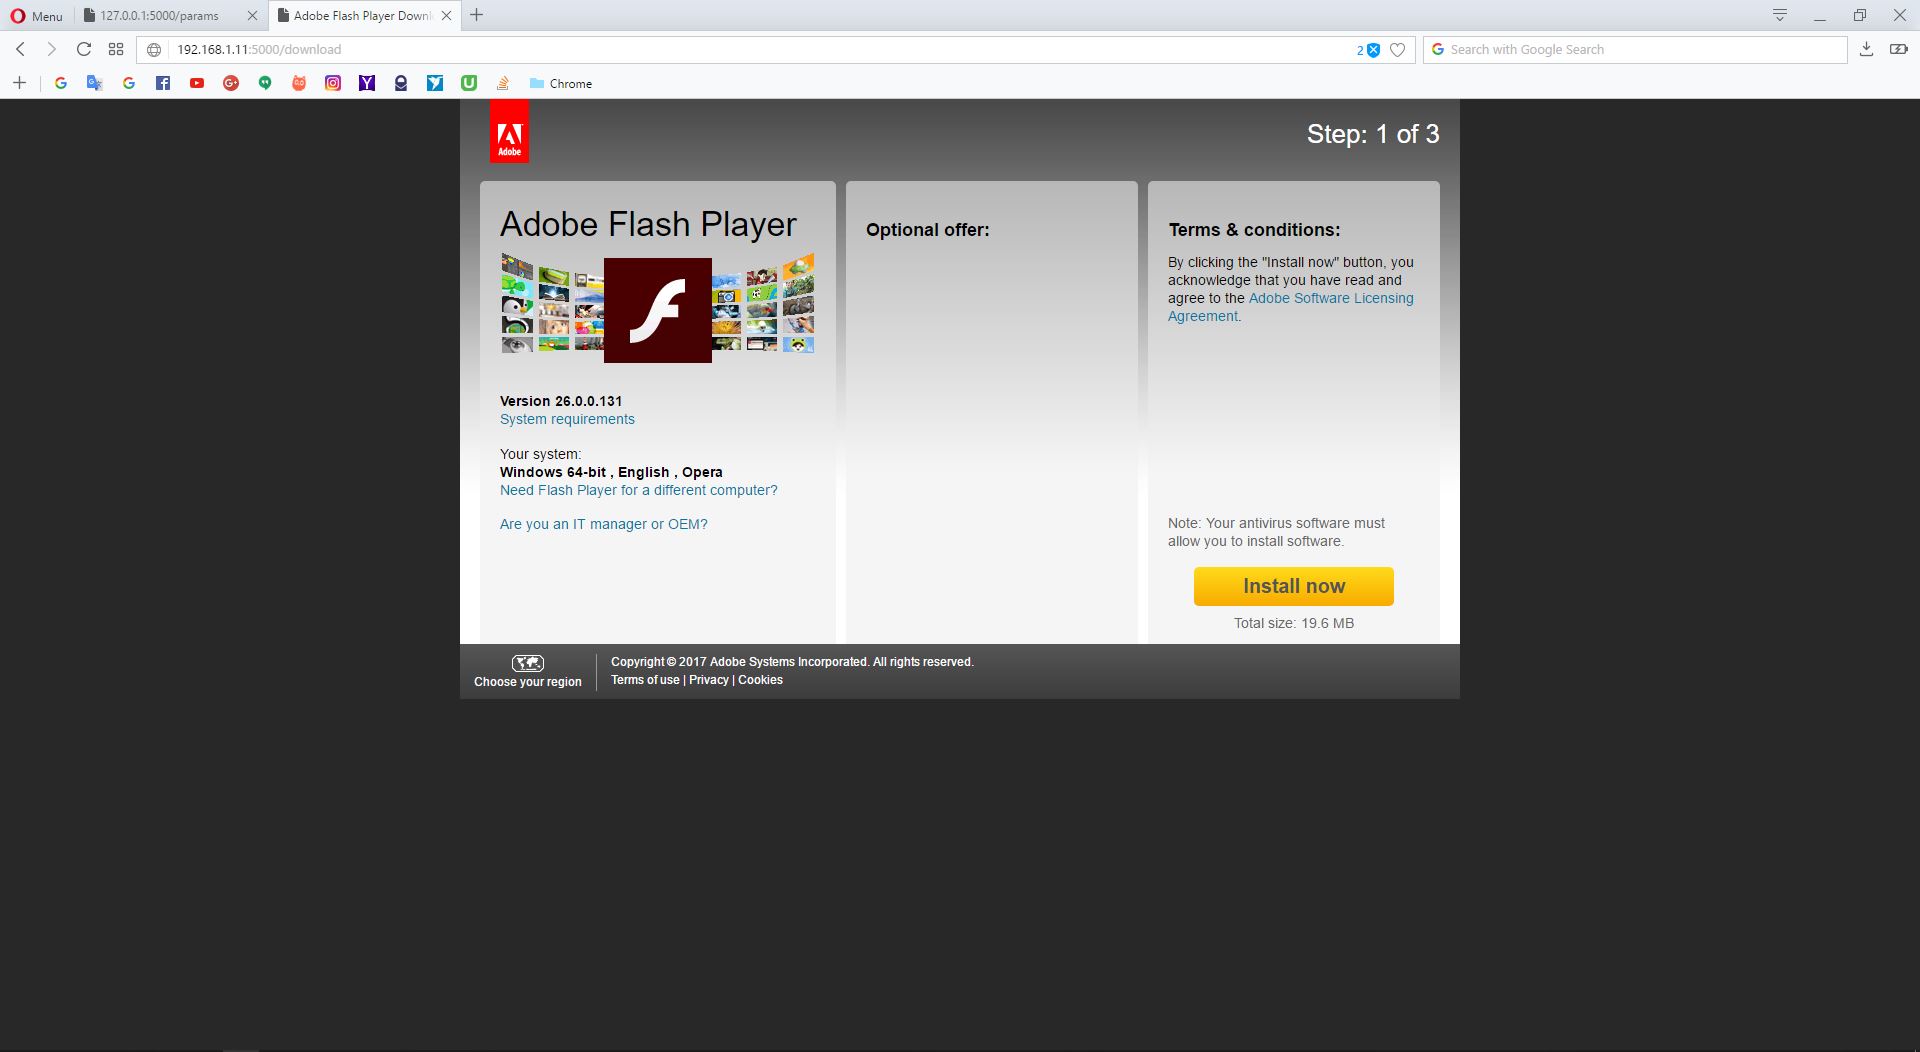 Menu
127.0.0.1:5000/params
Adobe Flash Player Downl
192.168.1.11:5000/download
2
Search with Google Search
Chrome
Adobe
Step: 1 of 3
Adobe Flash Player
Version 26.0.0.131
System requirements
Your system:
Windows 64-bit , English , Opera
Need Flash Player for a different computer?
Are you an IT manager or OEM?
Optional offer:
Terms & conditions:
By clicking the "Install now" button, you
acknowledge that you have read and
agree to the Adobe Software Licensing
Agreement.
Note: Your antivirus software must
allow you to install software.
Install now
Total size: 19.6 MB
Choose your region
Copyright © 2017 Adobe Systems Incorporated. All rights reserved.
Terms of use | Privacy | Cookies